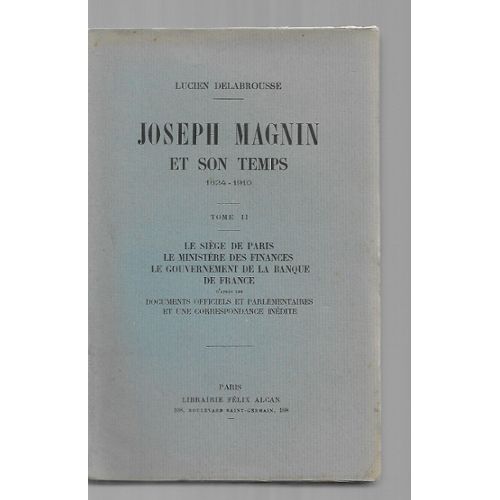 LUCIEN DELABROUSSE
JOSEPH MAGNIN
ET SON TEMPS
1824-1910
TOME II
LE SIÈGE DE PARIS
LE MINISTÈRE DES FINANCES
LE GOUVERNEMENT DE LA BANQUE
DE FRANCE
D'APRÈS LES
DOCUMENTS OFFICIELS ET PARLEMENTAIRES
ET UNE CORRESPONDANCE INÉDITE
PARIS
LIBRAIRIE FÉLIX ALCAN
108, BOULEVARD SAINT-GERMAIN, 108